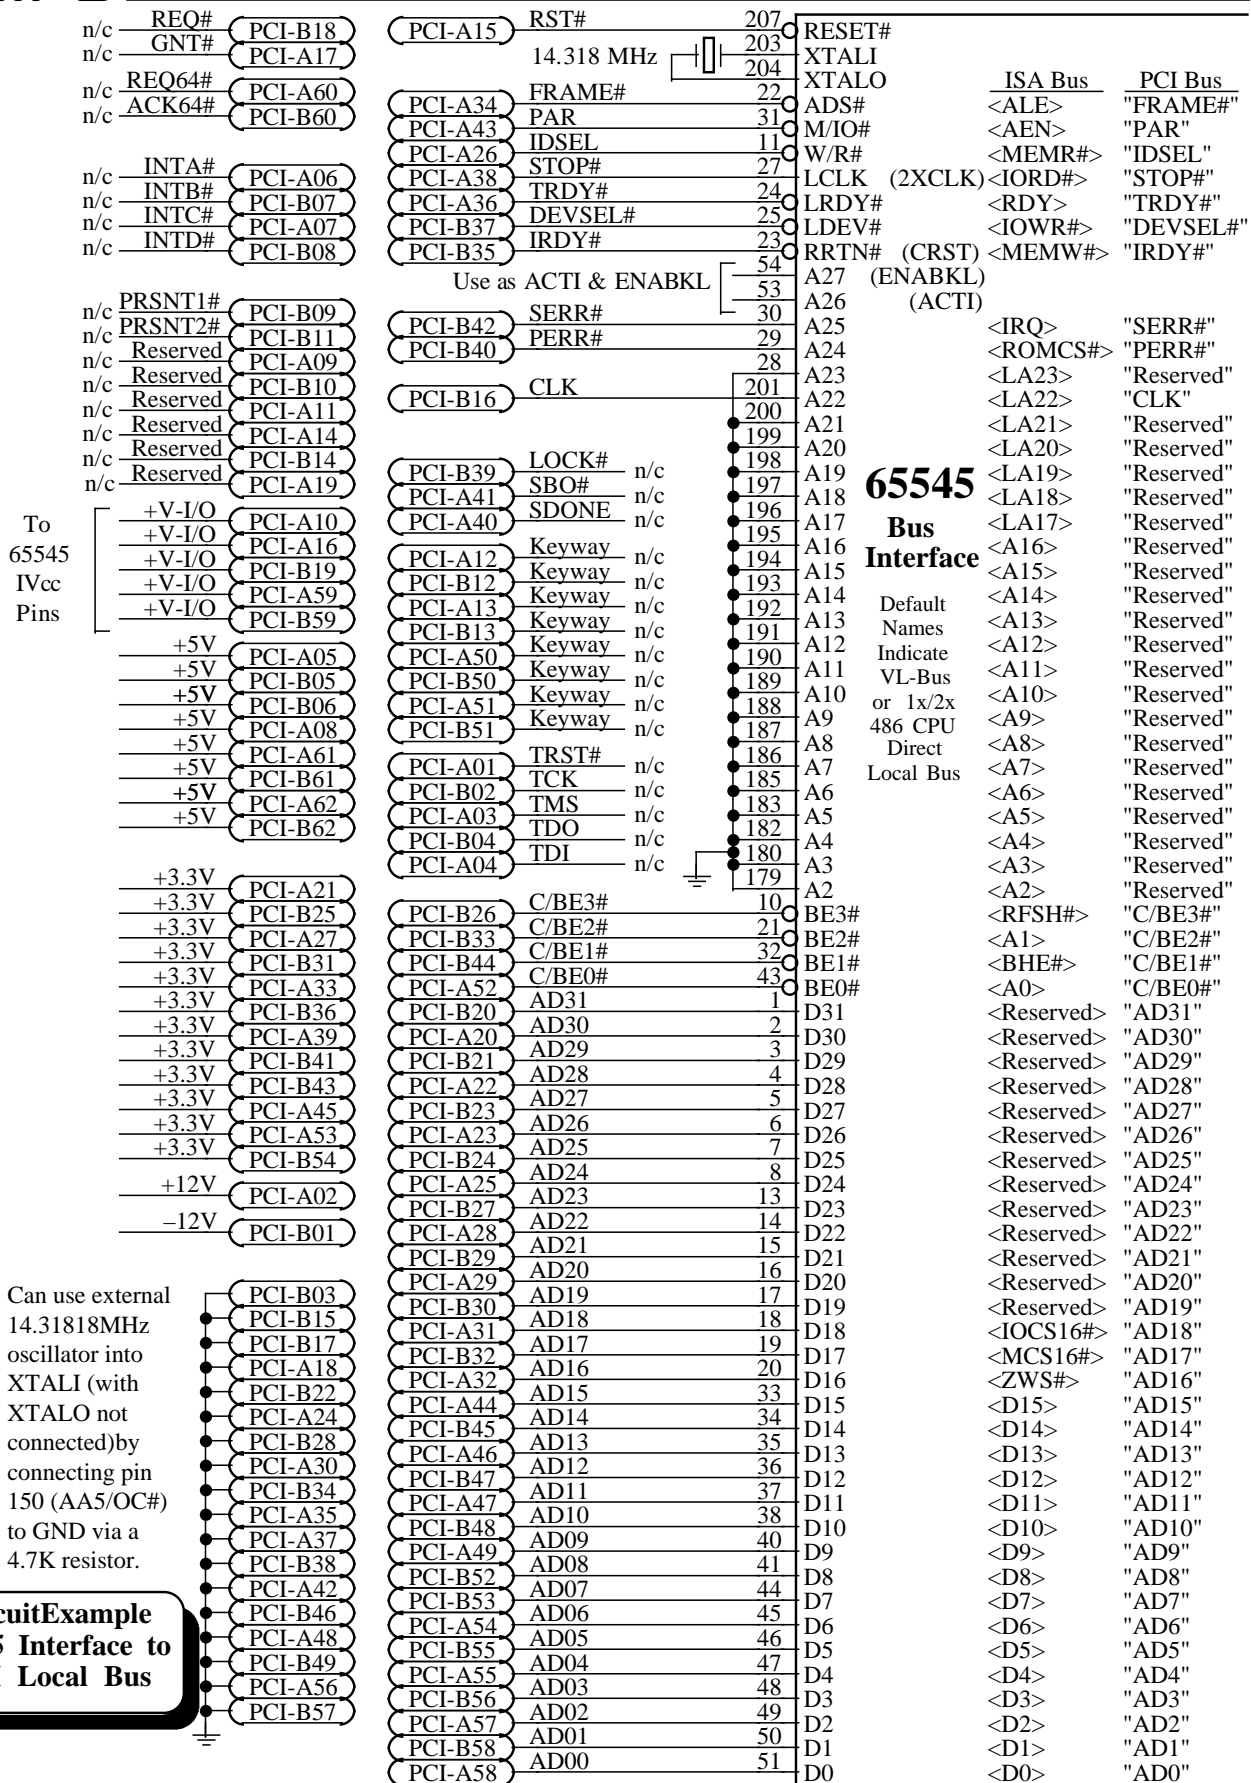 n/c REQ# PCI-B18
n/c GNT# PCI-A17
n/c REQ64# PCI-A60
n/c ACK64# PCI-B60
n/c INTA# PCI-A06
n/c INTB# PCI-B07
n/c INTC# PCI-A07
n/c INTD# PCI-B08
n/c PRSNT1# PCI-B09
n/c PRSNT2# PCI-B11
n/c Reserved PCI-A09
n/c Reserved PCI-B10
n/c Reserved PCI-A11
n/c Reserved PCI-A14
n/c Reserved PCI-B14
n/c Reserved PCI-A19
To
65545
IVcc
Pins
+V-I/O PCI-A10
+V-I/O PCI-A16
+V-I/O PCI-B19
+V-I/O PCI-A59
+V-I/O PCI-B59
+5V PCI-A05
+5V PCI-B05
+5V PCI-B06
+5V PCI-A08
+5V PCI-A61
+5V PCI-B61
+5V PCI-A62
+5V PCI-B62
+3.3V PCI-A21
+3.3V PCI-B25
+3.3V PCI-A27
+3.3V PCI-B31
+3.3V PCI-A33
+3.3V PCI-B36
+3.3V PCI-A39
+3.3V PCI-B41
+3.3V PCI-B43
+3.3V PCI-A45
+3.3V PCI-A53
+3.3V PCI-B54
+12V PCI-A02
–12V PCI-B01
PCI-B03
PCI-B15
PCI-B17
PCI-A18
PCI-B22
PCI-A24
PCI-B28
PCI-A30
PCI-B34
PCI-A35
PCI-A37
PCI-B38
PCI-A42
PCI-B46
PCI-A48
PCI-B49
PCI-A56
PCI-B57
Can use external
14.31818MHz
oscillator into
XTALI (with
XTALO not
connected)by
connecting pin
150 (AA5/OC#)
to GND via a
4.7K resistor.
cuitExample
5 Interface to
Local Bus
ISA Bus PCI Bus
PCI-A15 RST# 207 RESET#
14.318 MHz 203 XTALI
204 XTALO
PCI-A34 FRAME# 22 ADS# <ALE> "FRAME#"
PCI-A43 PAR 31 M/IO# <AEN> "PAR"
PCI-A26 IDSEL 11 W/R# <MEMR#> "IDSEL"
PCI-A38 STOP# 27 LCLK (2XCLK) <IORD#> "STOP#"
PCI-A36 TRDY# 24 LRDY# <RDY> "TRDY#"
PCI-B37 DEVSEL# 25 LDEV# <IOWR#> "DEVSEL#"
PCI-B35 IRDY# 23 RRTN# (CRST) <MEMW#> "IRDY#"
Use as ACTI & ENABKL
54 A27 (ENABKL)
53 A26 (ACTI)
PCI-B42 SERR# 30 A25 <IRQ> "SERR#"
PCI-B40 PERR# 29 A24 <ROMCS#> "PERR#"
28 A23 <LA23> "Reserved"
PCI-B16 CLK 201 A22 <LA22> "CLK"
200 A21 <LA21> "Reserved"
199 A20 <LA20> "Reserved"
PCI-B39 LOCK# n/c 198 A19 <LA19> "Reserved"
PCI-A41 SBO# n/c 197 A18 <LA18> "Reserved"
PCI-A40 SDONE n/c 196 A17 <LA17> "Reserved"
PCI-A12 Keyway n/c 195 A16 <A16> "Reserved"
PCI-B12 Keyway n/c 194 A15 <A15> "Reserved"
PCI-A13 Keyway n/c 193 A14 <A14> "Reserved"
PCI-B13 Keyway n/c 192 A13 <A13> "Reserved"
PCI-A50 Keyway n/c 191 A12 <A12> "Reserved"
PCI-B50 Keyway n/c 190 A11 <A11> "Reserved"
PCI-A51 Keyway n/c 189 A10 <A10> "Reserved"
PCI-B51 Keyway n/c 188 A9 <A9> "Reserved"
187 A8 <A8> "Reserved"
PCI-A01 TRST# n/c 186 A7 <A7> "Reserved"
PCI-B02 TCK n/c 185 A6 <A6> "Reserved"
PCI-A03 TMS n/c 183 A5 <A5> "Reserved"
PCI-B04 TDO n/c 182 A4 <A4> "Reserved"
PCI-A04 TDI n/c 180 A3 <A3> "Reserved"
179 A2 <A2> "Reserved"
65545
Bus
Interface
Default
Names
Indicate
VL-Bus
or 1x/2x
486 CPU
Direct
Local Bus
PCI-B26 C/BE3# 10 BE3# <RFSH#> "C/BE3#"
PCI-B33 C/BE2# 21 BE2# <A1> "C/BE2#"
PCI-B44 C/BE1# 32 BE1# <BHE#> "C/BE1#"
PCI-A52 C/BE0# 43 BE0# <A0> "C/BE0#"
PCI-B20 AD31 1 D31 <Reserved> "AD31"
PCI-A20 AD30 2 D30 <Reserved> "AD30"
PCI-B21 AD29 3 D29 <Reserved> "AD29"
PCI-A22 AD28 4 D28 <Reserved> "AD28"
PCI-B23 AD27 5 D27 <Reserved> "AD27"
PCI-A23 AD26 6 D26 <Reserved> "AD26"
PCI-B24 AD25 7 D25 <Reserved> "AD25"
PCI-A25 AD24 8 D24 <Reserved> "AD24"
PCI-B27 AD23 13 D23 <Reserved> "AD23"
PCI-A28 AD22 14 D22 <Reserved> "AD22"
PCI-B29 AD21 15 D21 <Reserved> "AD21"
PCI-A29 AD20 16 D20 <Reserved> "AD20"
PCI-B30 AD19 17 D19 <Reserved> "AD19"
PCI-A31 AD18 18 D18 <IOCS16#> "AD18"
PCI-B32 AD17 19 D17 <MCS16#> "AD17"
PCI-A32 AD16 20 D16 <ZWS#> "AD16"
PCI-A44 AD15 33 D15 <D15> "AD15"
PCI-B45 AD14 34 D14 <D14> "AD14"
PCI-A46 AD13 35 D13 <D13> "AD13"
PCI-B47 AD12 36 D12 <D12> "AD12"
PCI-A47 AD11 37 D11 <D11> "AD11"
PCI-B48 AD10 38 D10 <D10> "AD10"
PCI-A49 AD09 40 D9 <D9> "AD9"
PCI-B52 AD08 41 D8 <D8> "AD8"
PCI-B53 AD07 44 D7 <D7> "AD7"
PCI-A54 AD06 45 D6 <D6> "AD6"
PCI-B55 AD05 46 D5 <D5> "AD5"
PCI-A55 AD04 47 D4 <D4> "AD4"
PCI-B56 AD03 48 D3 <D3> "AD3"
PCI-A57 AD02 49 D2 <D2> "AD2"
PCI-B58 AD01 50 D1 <D1> "AD1"
PCI-A58 AD00 51 D0 <D0> "AD0"